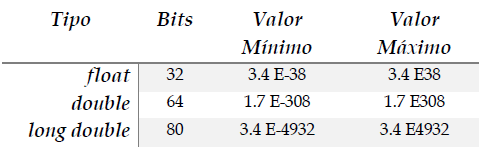 Tipo Bits Valor Mínimo Valor Máximo
float 32 3.4 E-38 3.4 E38
double 64 1.7 E-308 1.7 E308
long double 80 3.4 E-4932 3.4 E4932